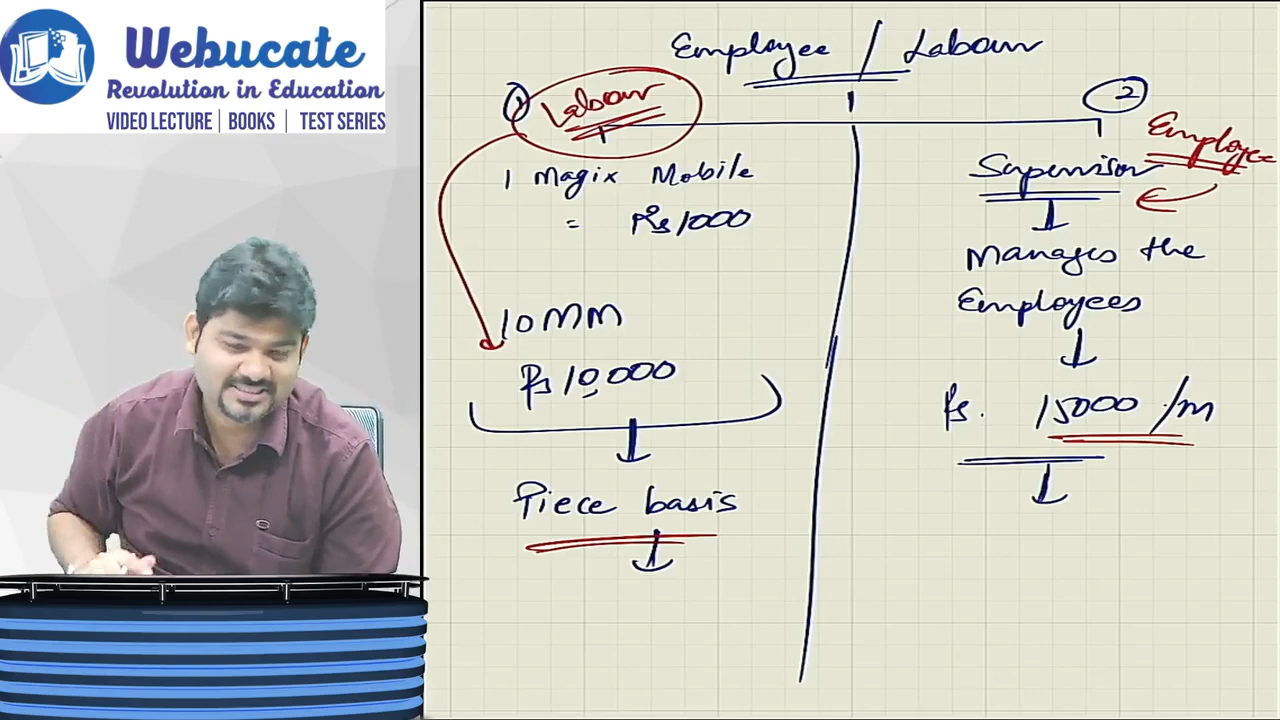 Webucate
Revolution in Education
VIDEO LECTURE | BOOKS | TEST SERIES
Employee / Labour
1
Labour
1 Magix Mobile
= Rs 1000
10 MM
Rs 10,000
Piece basis
2
Employee
Supervisor
Manages the
Employees
Rs. 15000 /m